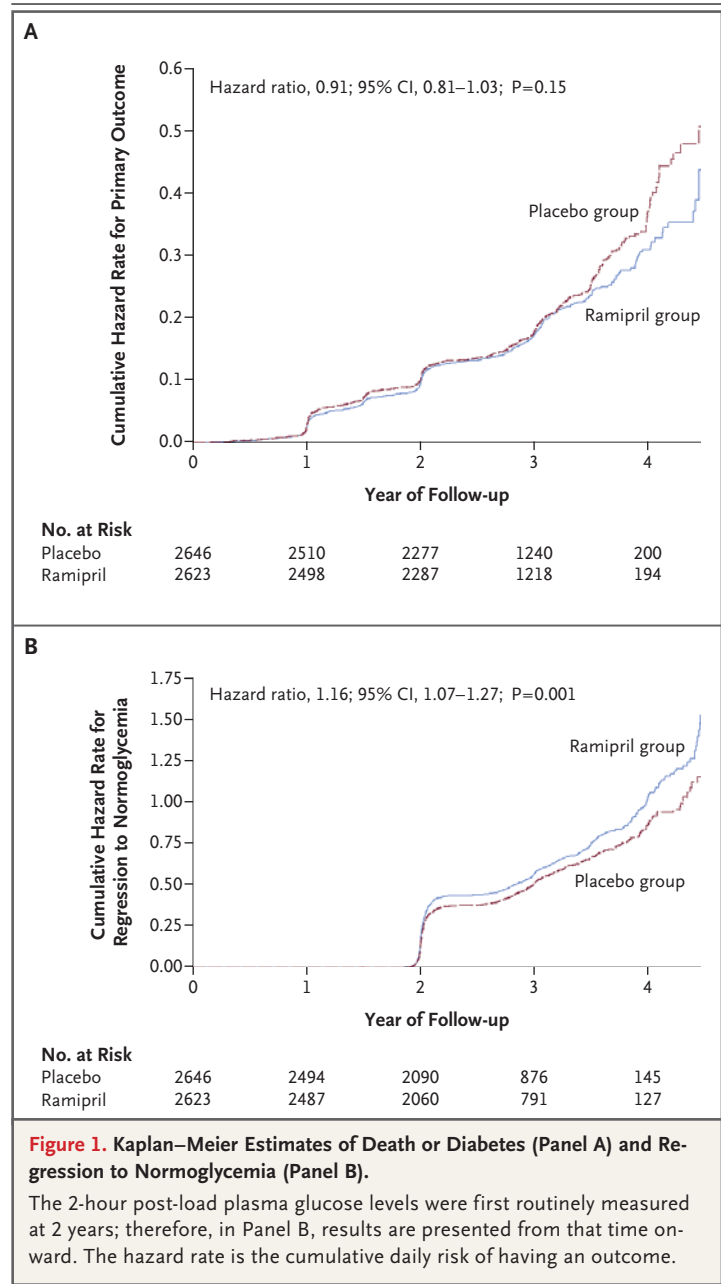 A
Cumulative Hazard Rate for Primary Outcome
Hazard ratio, 0.91; 95% CI, 0.81–1.03; P=0.15
0.6
0.5
0.4
0.3
0.2
0.1
0.0
Placebo group
Ramipril group
0 1 2 3 4
Year of Follow-up
No. at Risk
Placebo 2646 2510 2277 1240 200
Ramipril 2623 2498 2287 1218 194
B
Cumulative Hazard Rate for
Regression to Normoglycemia
Hazard ratio, 1.16; 95% CI, 1.07–1.27; P=0.001
1.75
1.50
1.25
1.00
0.75
0.50
0.25
0.00
Ramipril group
Placebo group
0 1 2 3 4
Year of Follow-up
No. at Risk
Placebo 2646 2494 2090 876 145
Ramipril 2623 2487 2060 791 127
Figure 1. Kaplan–Meier Estimates of Death or Diabetes (Panel A) and Re-
gression to Normoglycemia (Panel B).
The 2-hour post-load plasma glucose levels were first routinely measured
at 2 years; therefore, in Panel B, results are presented from that time on-
ward. The hazard rate is the cumulative daily risk of having an outcome.